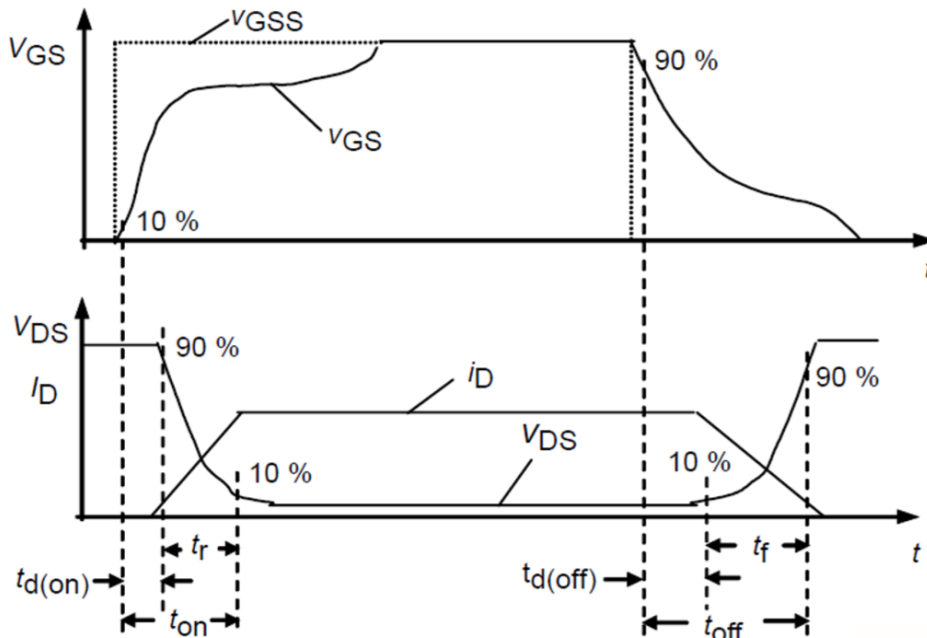 vGSS
VGS
90 %
vGS
10 %
t
VDS
90 %
iD
ID
90 %
VDS
10 %
10 %
tr
tf
t
td(on)
td(off)
ton
toff